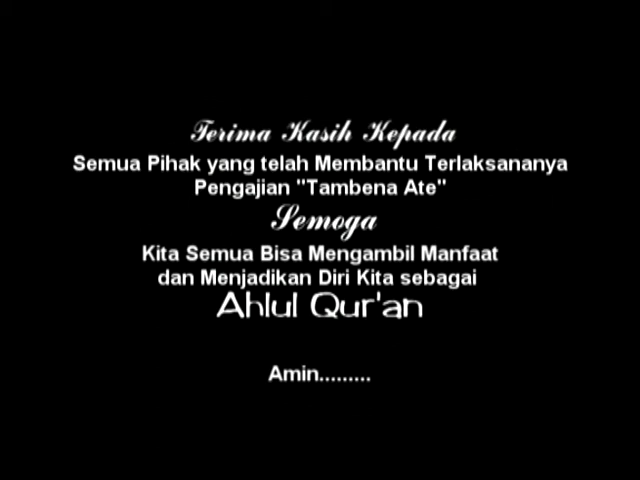 Terima Kasih Kepada
Semua Pihak yang telah Membantu Terlaksananya
Pengajian "Tambena Ate"
Semoga
Kita Semua Bisa Mengambil Manfaat
dan Menjadikan Diri Kita sebagai
Ahlul Qur'an
Amin.........